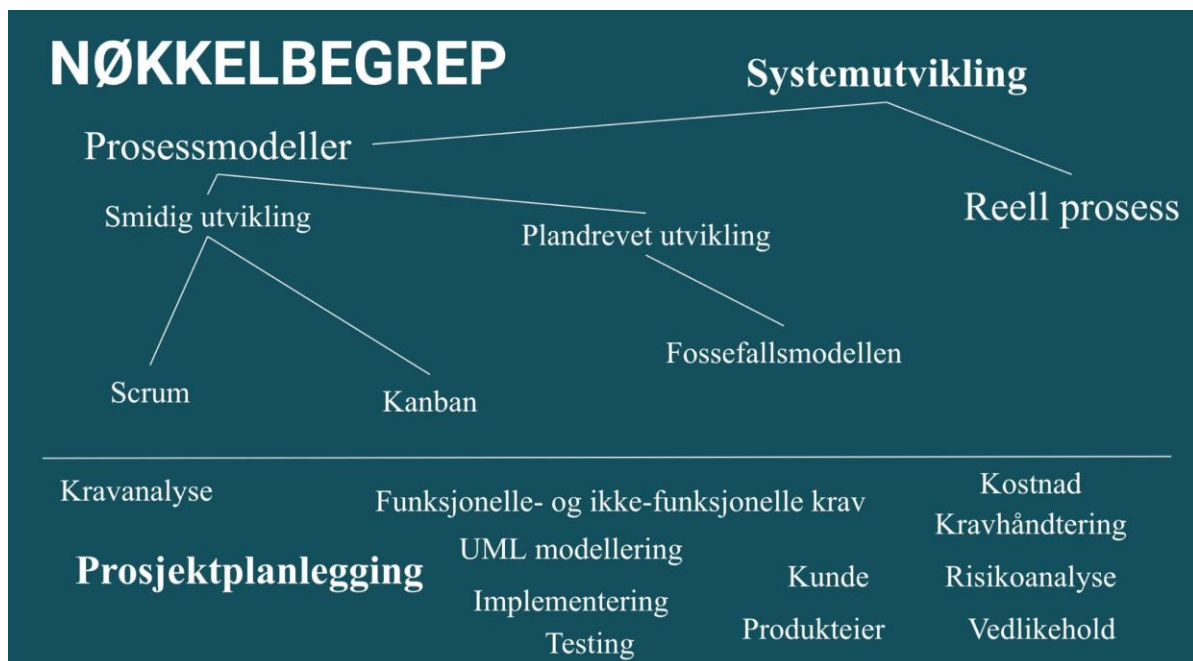 NØKKELBEGREP
Systemutvikling
Prosessmodeller
Reell prosess
Smidig utvikling
Plandrevet utvikling
Fossefallsmodellen
Scrum
Kanban
Kravanalyse
Funksjonelle- og ikke-funksjonelle krav
Kostnad
Kravhåndtering
UML modellering
Prosjektplanlegging
Kunde
Risikoanalyse
Implementering
Produkteier
Vedlikehold
Testing